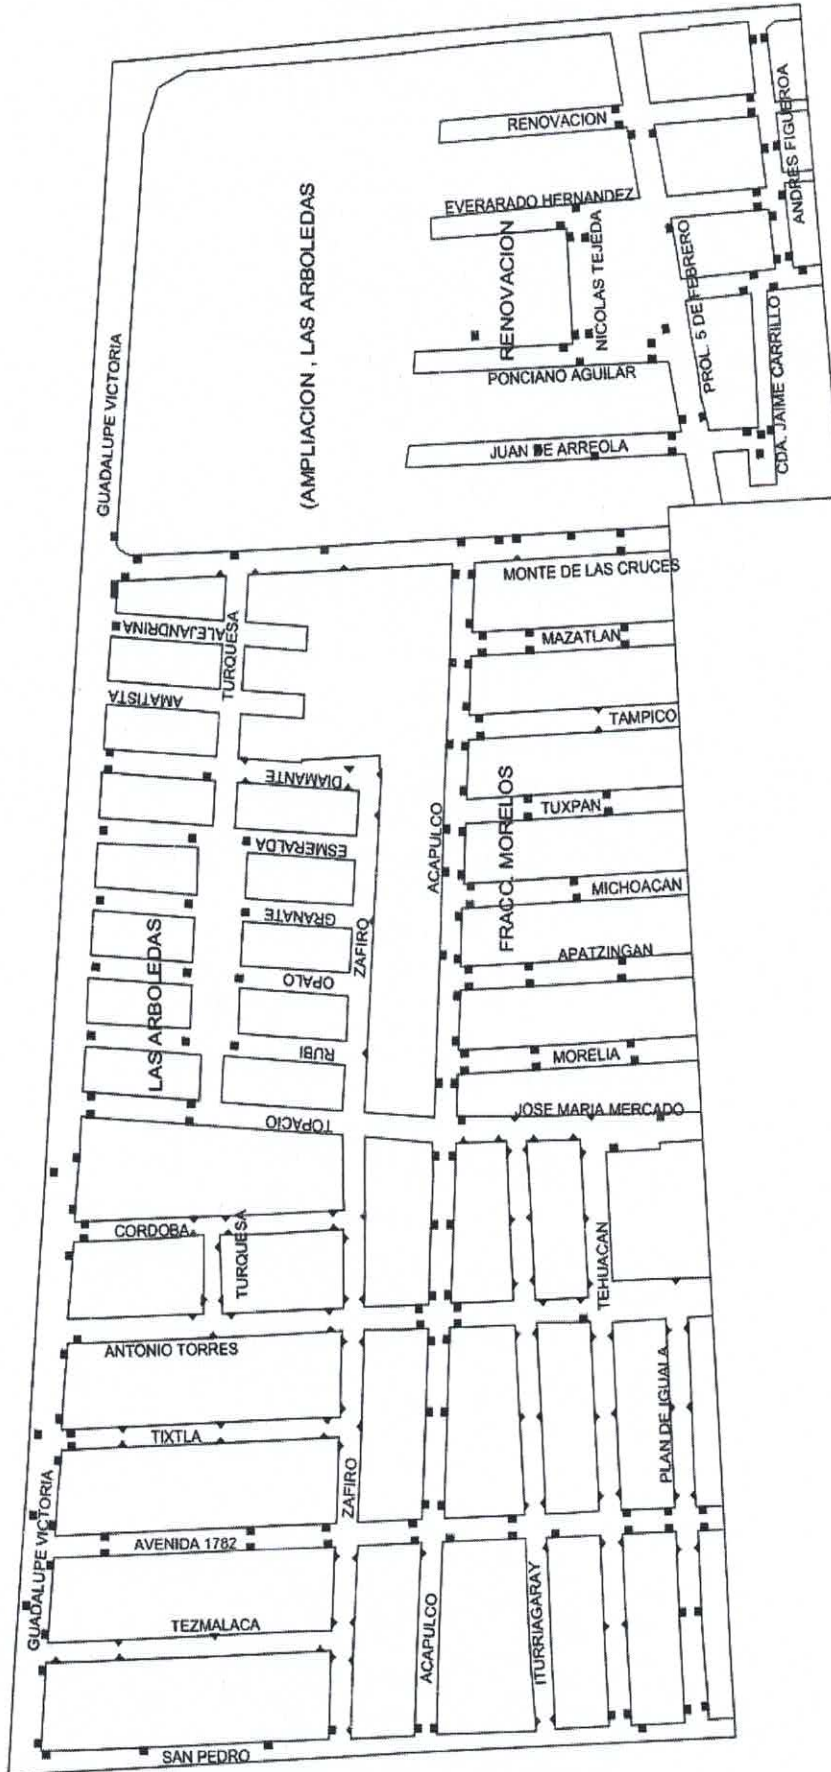 RENOVACION
ANDRES FIGUEROA
EVERARADO HERNANDEZ
(AMPLIACION , LAS ARBOLEDAS
RENOVACION
NICOLAS TEJEDA
PROL. 5 DE FEBRERO
GUADALUPE VICTORIA
PONCIANO AGUILAR
CDA. JAIME CARRILLO
JUAN DE ARREOLA
MONTE DE LAS CRUCES
ALEJANDRINA
TURQUESA
MAZATLAN
AMATISTA
TAMPICO
DIAMANTE
FRACC. MORELOS
TUXPAN
ACAPULCO
ESMERALDA
MICHOACAN
GRANATE
LAS ARBOLEDAS
ZAFIRO
APATZINGAN
OPALO
RUBI
MORELIA
TOPACIO
JOSE MARIA MERCADO
CORDOBA
TURQUESA
TEHUACAN
ANTONIO TORRES
PLAN DE IGUALA
TIXTLA
ZAFIRO
GUADALUPE VICTORIA
AVENIDA 1782
TEZMALACA
ACAPULCO
ITURRIAGARAY
SAN PEDRO